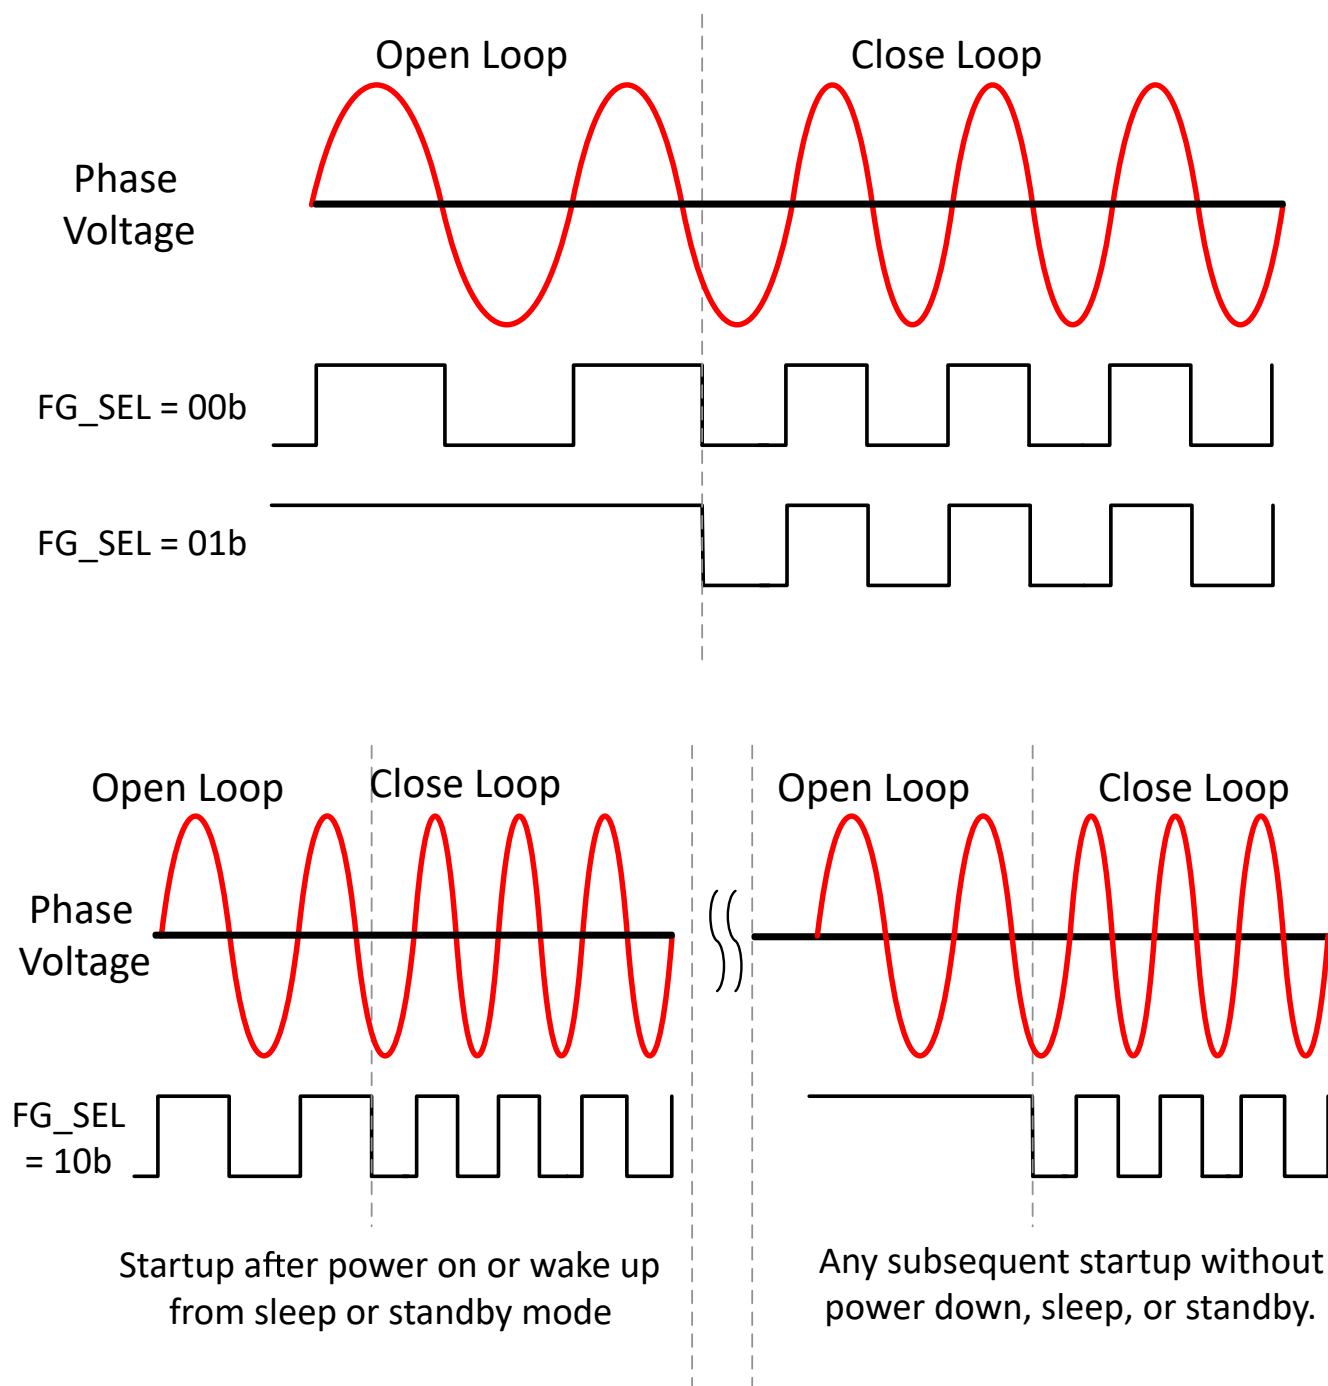 Open Loop
Close Loop
Phase
Voltage
FG_SEL = 00b
FG_SEL = 01b
Open Loop
Close Loop
Open Loop
Close Loop
Phase
Voltage
FG_SEL
= 10b
Startup after power on or wake up
from sleep or standby mode
Any subsequent startup without
power down, sleep, or standby.